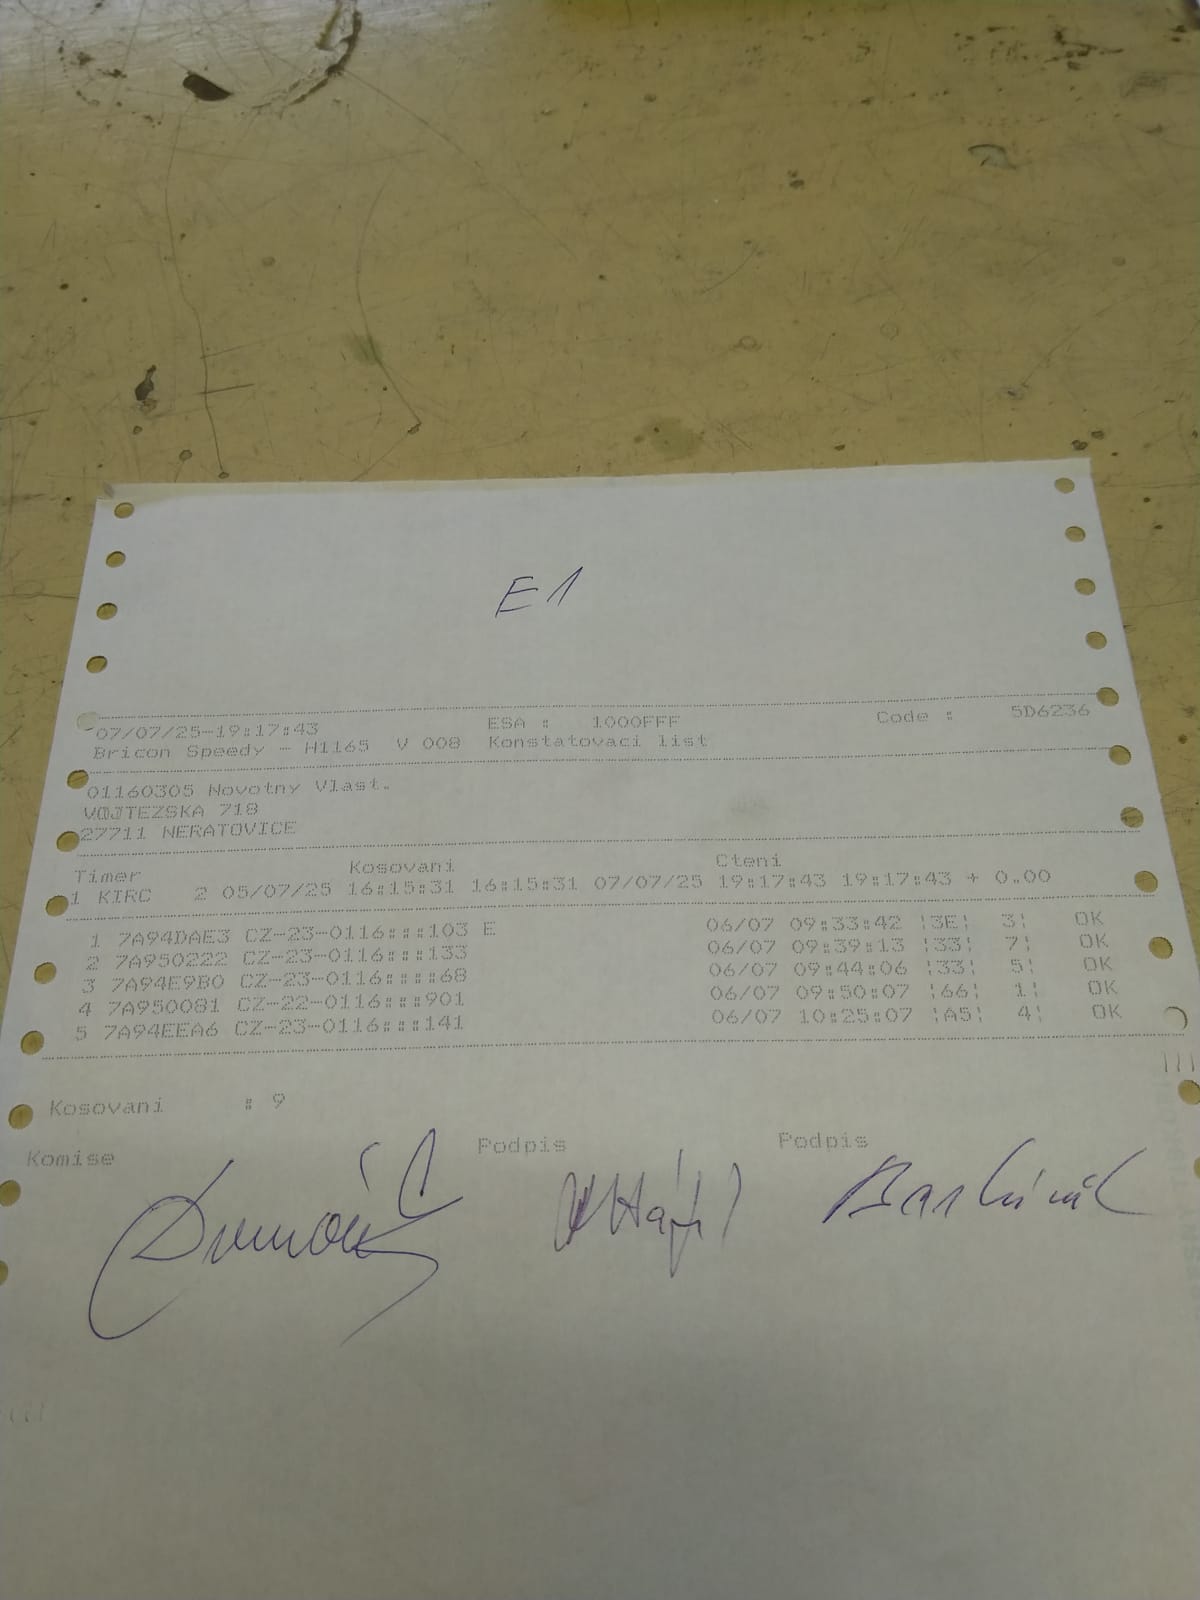 E1
07/07/25-19:17:43 ESA : 1000FFF Code : 5D6236
Bricon Speedy - H1165 V 008 Konstatovaci list
01160305 Novotny Vlast.
VOJTEZSKA 718
27711 NERATOVICE
Timer Kosovani Cteni
1 KIRC 2 05/07/25 16:15:31 16:15:31 07/07/25 19:17:43 19:17:43 + 0.00
1 7A94DAE3 CZ-23-0116:::103 E 06/07 09:33:42 ¦3E¦ 3¦ OK
2 7A950222 CZ-23-0116:::133 06/07 09:39:13 ¦33¦ 7¦ OK
3 7A94E9B0 CZ-23-0116::::68 06/07 09:44:06 ¦33¦ 5¦ OK
4 7A950081 CZ-22-0116:::901 06/07 09:50:07 ¦66¦ 1¦ OK
5 7A94EEA6 CZ-23-0116:::141 06/07 10:25:07 ¦A5¦ 4¦ OK
Kosovani : 9
Komise Podpis Podpis